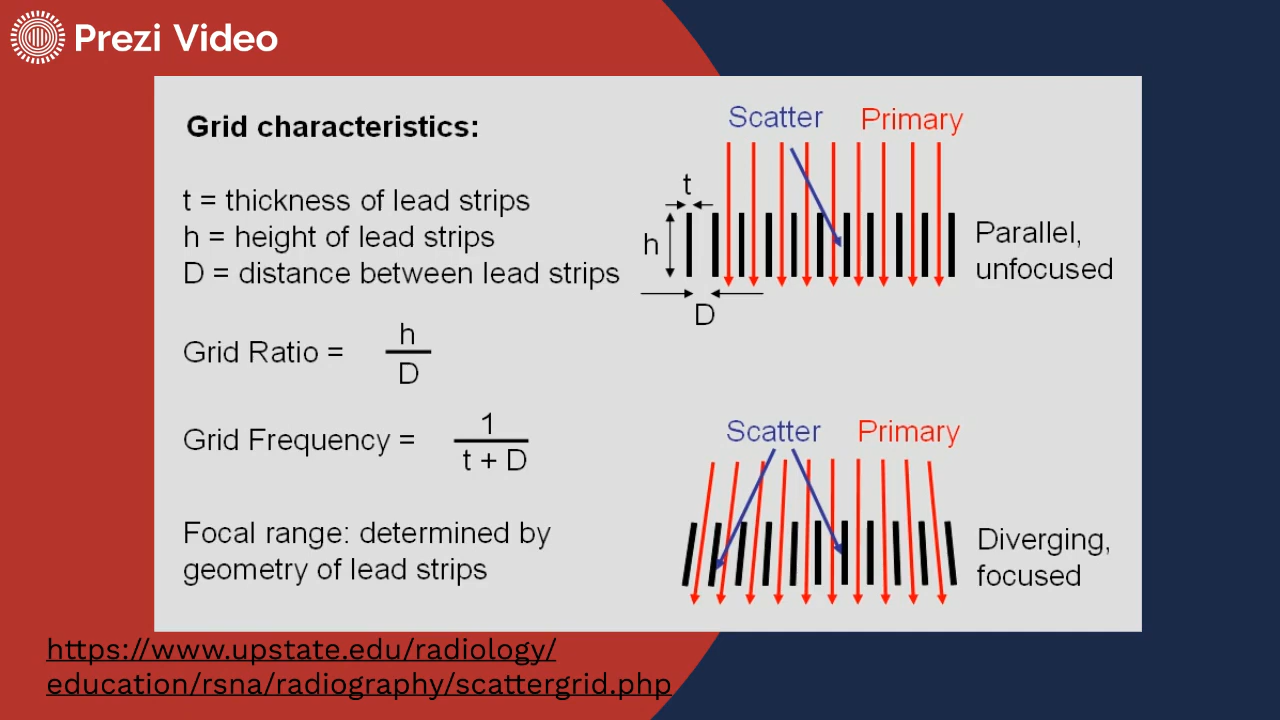 Prezi Video
Grid characteristics:
t = thickness of lead strips
h = height of lead strips
D = distance between lead strips
Grid Ratio = h
D
Grid Frequency = 1
t + D
Focal range: determined by
geometry of lead strips
Scatter Primary
t
h
D
Parallel,
unfocused
Scatter Primary
Diverging,
focused
https://www.upstate.edu/radiology/
education/rsna/radiography/scattergrid.php